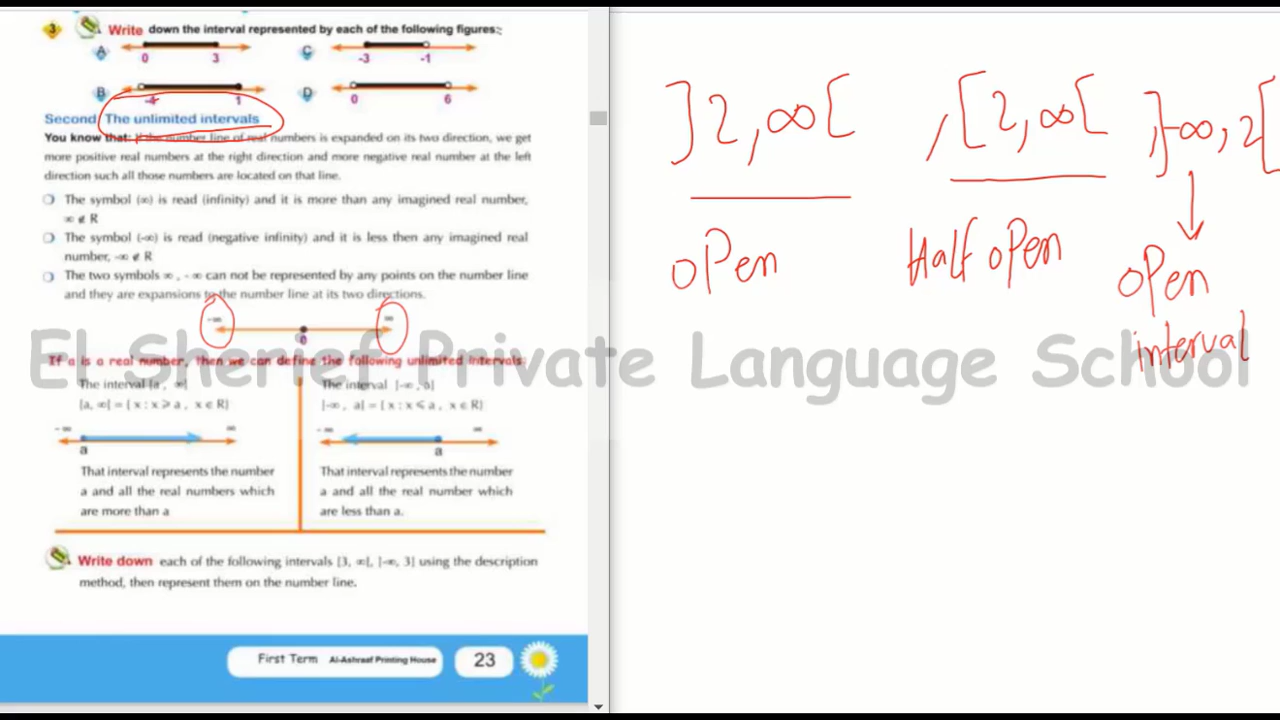 3 Write down the interval represented by each of the following figures:
A 0 3 C -3 -1
B -4 1 D 0 6
Second The unlimited intervals
You know that: If the number line of real numbers is expanded on its two direction, we get
more positive real numbers at the right direction and more negative real number at the left
direction such all those numbers are located on that line.
The symbol (∞) is read (infinity) and it is more than any imagined real number,
∞ ∉ R
The symbol (-∞) is read (negative infinity) and it is less then any imagined real
number, -∞ ∉ R
The two symbols ∞ , - ∞ can not be represented by any points on the number line
and they are expansions to the number line at its two directions.
-∞ 0 ∞
If a is a real number, Then we can define the following unlimited intervals:
The interval [a , ∞[
[a, ∞[ = { x : x ⩾ a , x ∈ R}
- ∞ a ∞
That interval represents the number
a and all the real numbers which
are more than a
The interval ]-∞ , a]
]-∞ , a] = { x : x ⩽ a , x ∈ R}
- ∞ a ∞
That interval represents the number
a and all the real number which
are less than a.
Write down each of the following intervals [3, ∞[, ]-∞, 3] using the description
method, then represent them on the number line.
First Term Al-Ashraaf Printing House 23
]2, ∞[ , [2, ∞[ , ]-∞, 2[
open
Half open
open
interval
El Sherief Private Language School